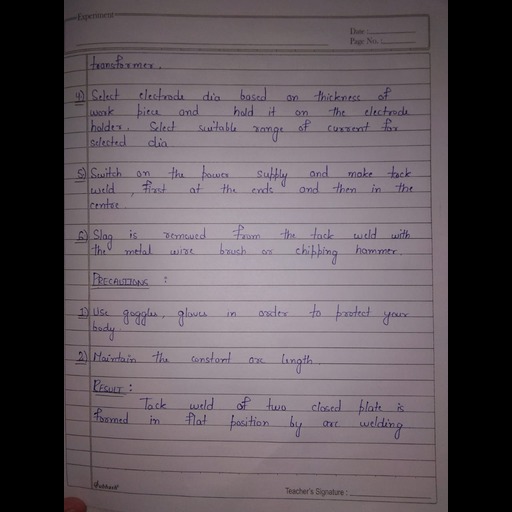 Experiment
Date :
Page No. :
transformer.
4) Select electrode dia based on thickness of
work piece and hold it on the electrode
holder. Select suitable range of current for
selected dia
5) Switch on the power supply and make tack
weld, first at the ends and then in the
centre.
6) Slag is removed from the tack weld with
the metal wire brush or chipping hammer.
PRECAUTIONS :
1) Use goggles, gloves in order to protect your
body
2) Maintain the constant arc length.
RESULT :
Tack weld of two closed plate is
formed in flat position by arc welding
Teacher's Signature :